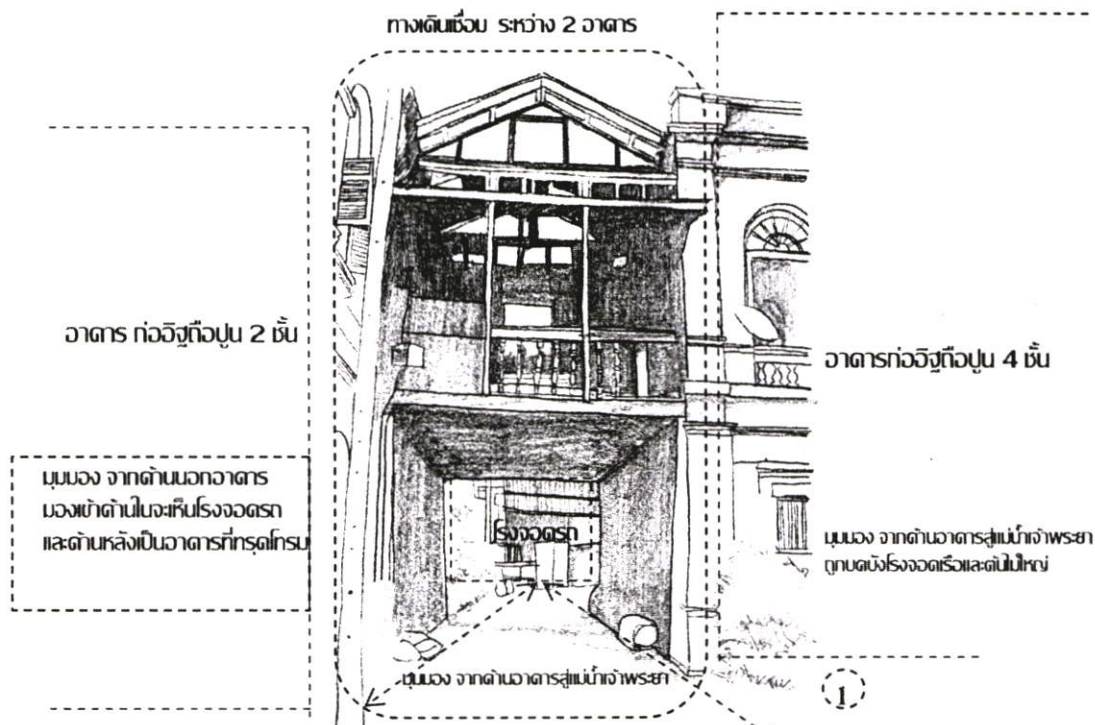 ทางเดินเชื่อม ระหว่าง 2 อาคาร
อาคาร ก่ออิฐถือปูน 2 ชั้น
อาคารก่ออิฐถือปูน 4 ชั้น
มุมมอง จากด้านนอกอาคาร
มองเข้าด้านในจะเห็นโรงจอดรถ
และด้านหลังเป็นอาคารที่ทรุดโทรม
โรงจอดรถ
มุมมอง จากด้านอาคารสู่แม่น้ำเจ้าพระยา
ถูกบดบังโรงจอดเรือและต้นไม้ใหญ่
มุมมอง จากด้านอาคารสู่แม่น้ำเจ้าพระยา
1